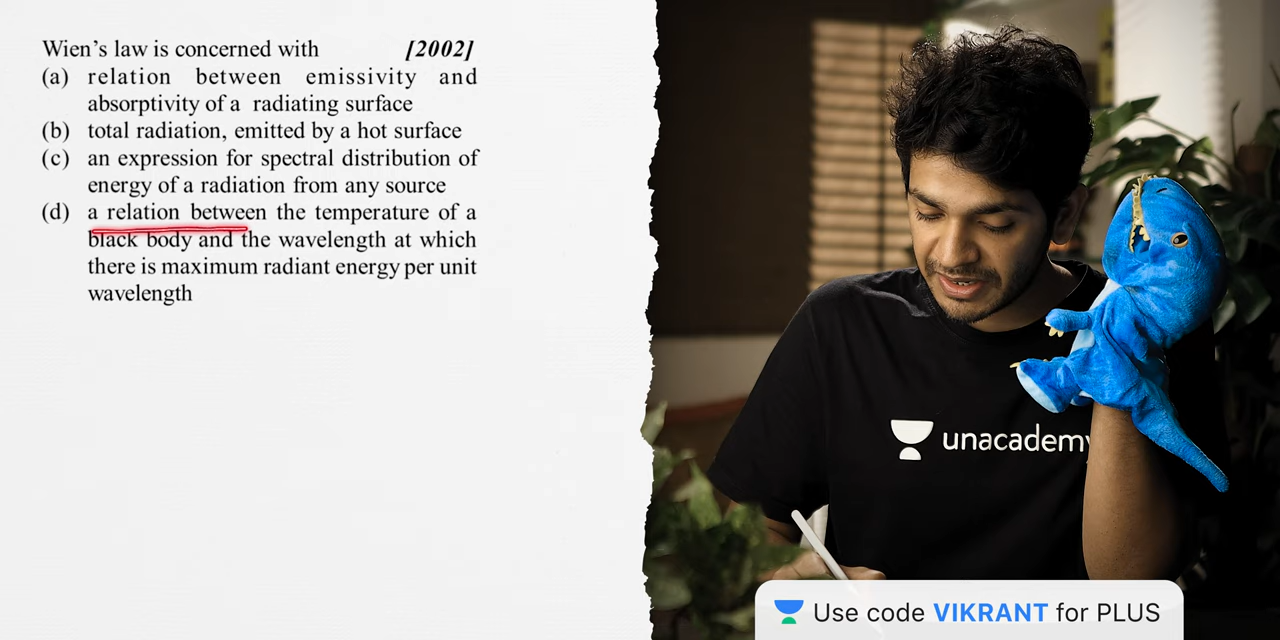 Wien’s law is concerned with [2002]
(a) relation between emissivity and
absorptivity of a radiating surface
(b) total radiation, emitted by a hot surface
(c) an expression for spectral distribution of
energy of a radiation from any source
(d) a relation between the temperature of a
black body and the wavelength at which
there is maximum radiant energy per unit
wavelength
unacademy
Use code VIKRANT for PLUS